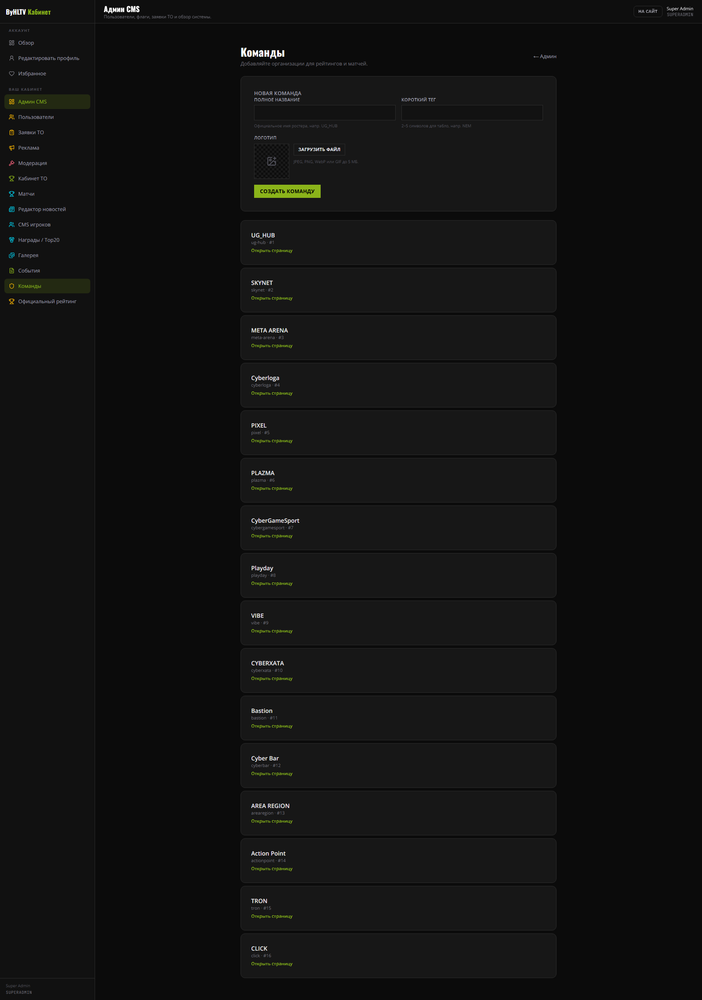 ByHLTV Кабинет
АККАУНТ
Обзор
Редактировать профиль
Избранное
ВАШ КАБИНЕТ
Админ CMS
Пользователи
Заявки ТО
Реклама
Модерация
Кабинет ТО
Матчи
Редактор новостей
CMS игроков
Награды / Top20
Галерея
События
Команды
Официальный рейтинг
Super Admin
SUPERADMIN
Админ CMS
Пользователи, флаги, заявки ТО и обзор системы.
НА САЙТ
Super Admin
SUPERADMIN
Команды
Добавляйте организации для рейтингов и матчей.
← Админ
НОВАЯ КОМАНДА
ПОЛНОЕ НАЗВАНИЕ
Официальное имя ростера, напр. UG_HUB
КОРОТКИЙ ТЕГ
2–5 символов для табло, напр. NEM
ЛОГОТИП
ЗАГРУЗИТЬ ФАЙЛ
JPEG, PNG, WebP или GIF до 5 МБ.
СОЗДАТЬ КОМАНДУ
UG_HUB
ug-hub · #1
Открыть страницу
SKYNET
skynet · #2
Открыть страницу
META ARENA
meta-arena · #3
Открыть страницу
Cyberloga
cyberloga · #4
Открыть страницу
PIXEL
pixel · #5
Открыть страницу
PLAZMA
plazma · #6
Открыть страницу
CyberGameSport
cybergamesport · #7
Открыть страницу
Playday
playday · #8
Открыть страницу
VIBE
vibe · #9
Открыть страницу
CYBERXATA
cyberxata · #10
Открыть страницу
Bastion
bastion · #11
Открыть страницу
Cyber Bar
cyberbar · #12
Открыть страницу
AREA REGION
arearegion · #13
Открыть страницу
Action Point
actionpoint · #14
Открыть страницу
TRON
tron · #15
Открыть страницу
CLICK
click · #16
Открыть страницу